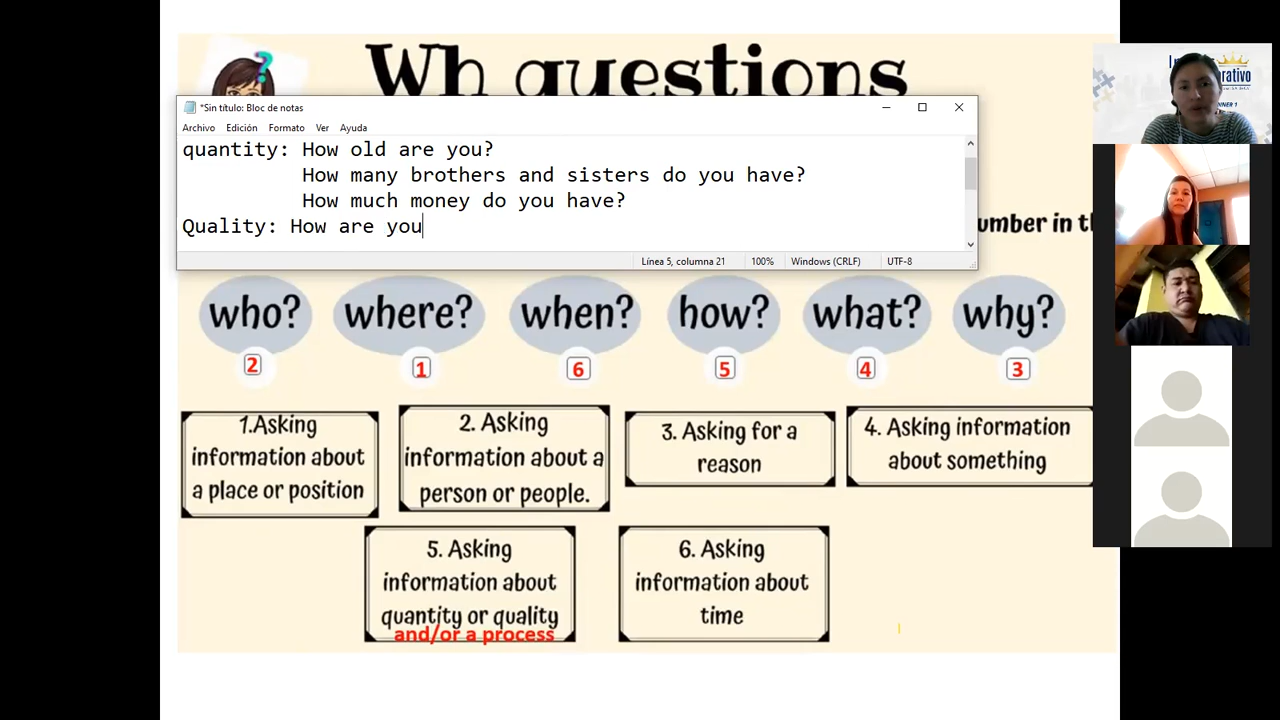 Wh questions
?
*Sin título: Bloc de notas
Archivo Edición Formato Ver Ayuda
quantity: How old are you?
How many brothers and sisters do you have?
How much money do you have?
Quality: How are you
Línea 5, columna 21 100% Windows (CRLF) UTF-8
number in
who? where? when? how? what? why?
2 1 6 5 4 3
1.Asking
information about
a place or position
2. Asking
information about a
person or people.
3. Asking for a
reason
4. Asking information
about something
5. Asking
information about
quantity or quality
and/or a process
6. Asking
information about
time